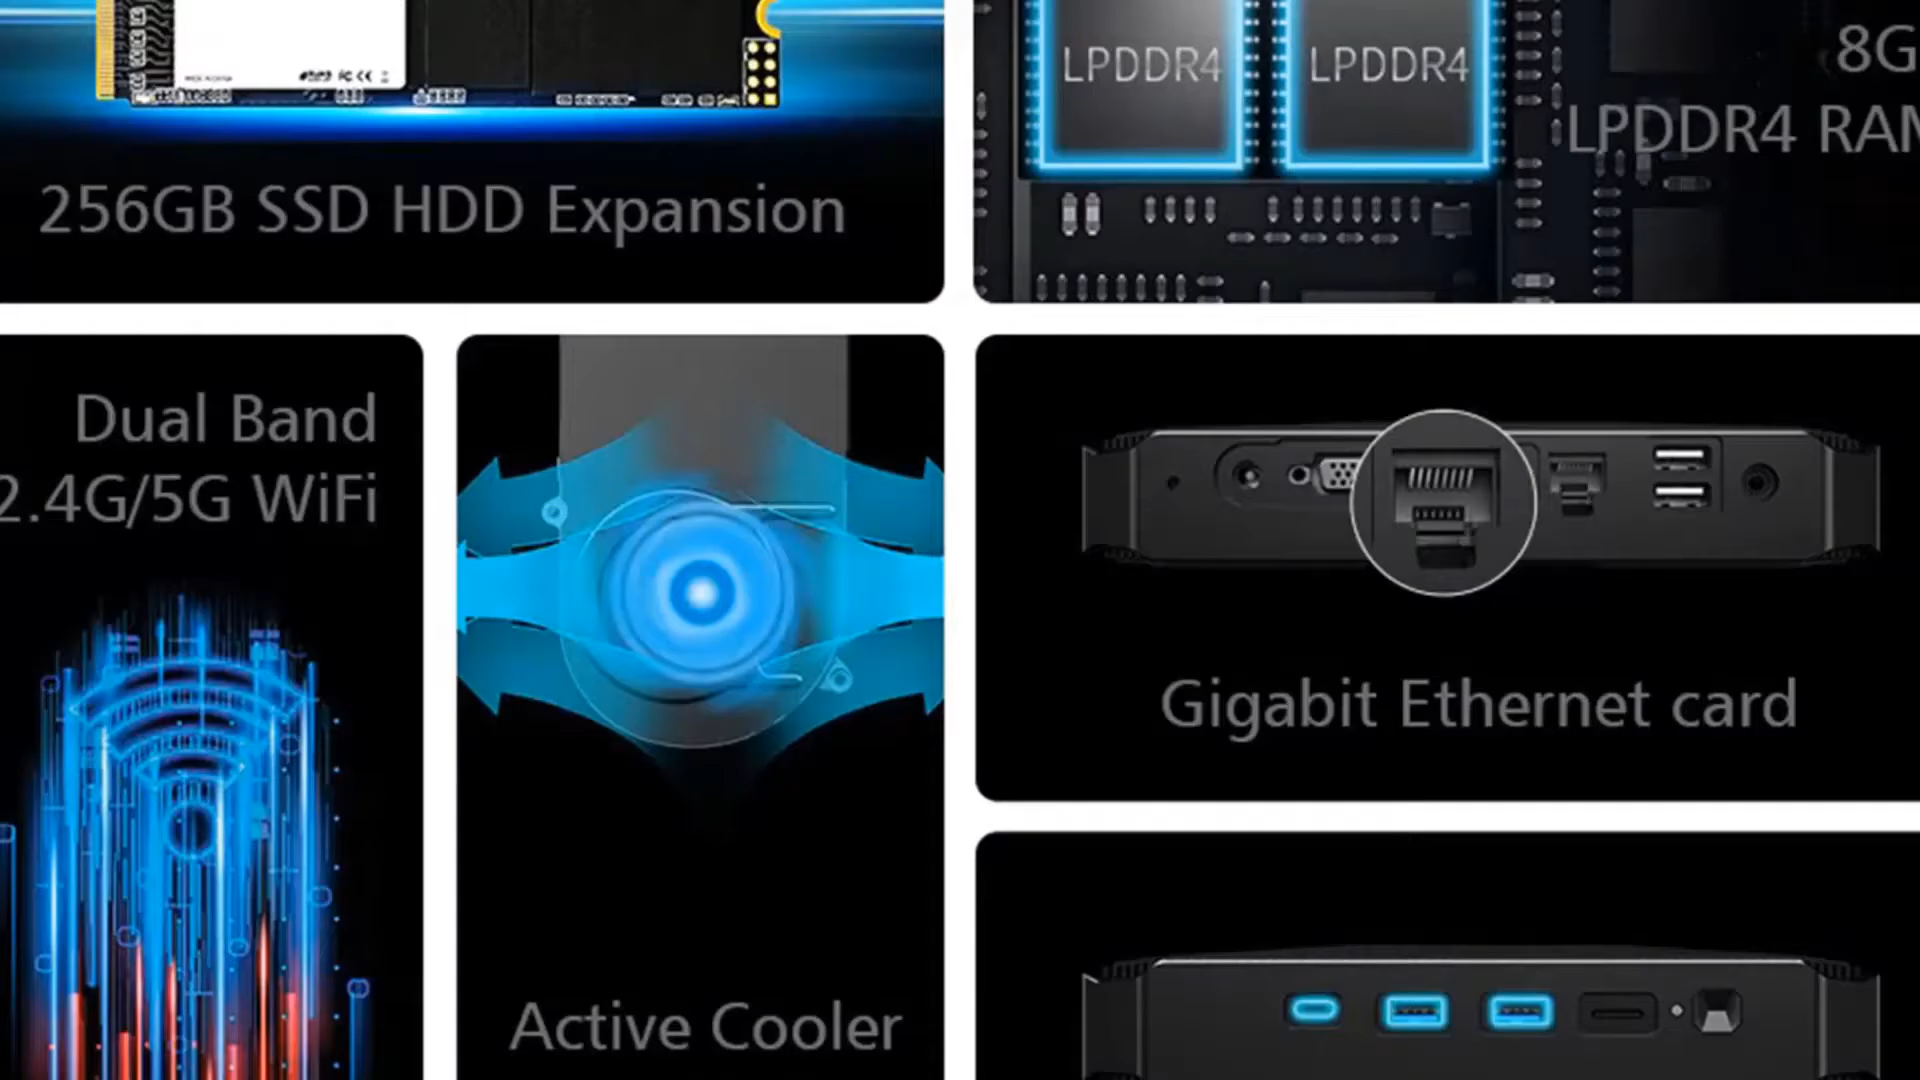 LPDDR4
LPDDR4
8G
LPDDR4 RAM
256GB SSD HDD Expansion
Dual Band
2.4G/5G WiFi
Gigabit Ethernet card
Active Cooler